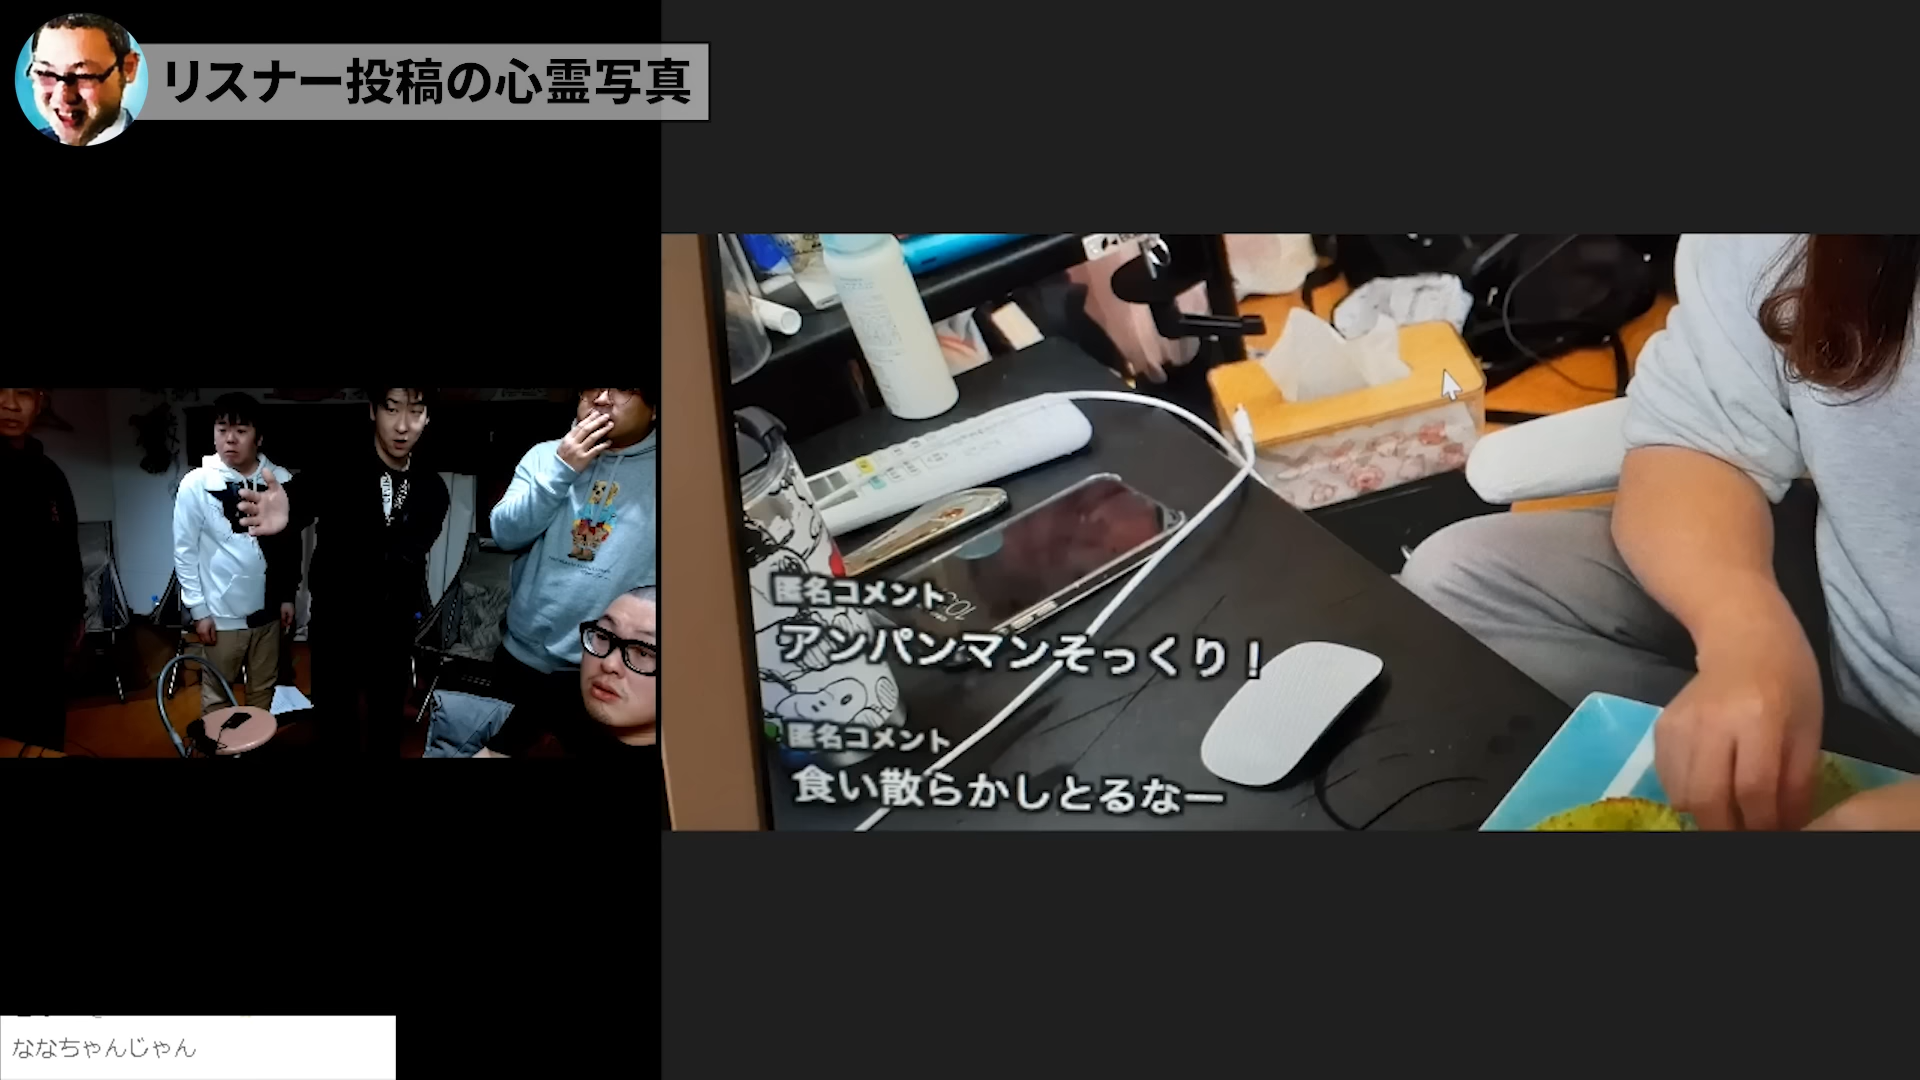 リスナー投稿の心霊写真
匿名コメント
アンパンマンそっくり!
匿名コメント
食い散らかしとるなー
ななちゃんじゃん